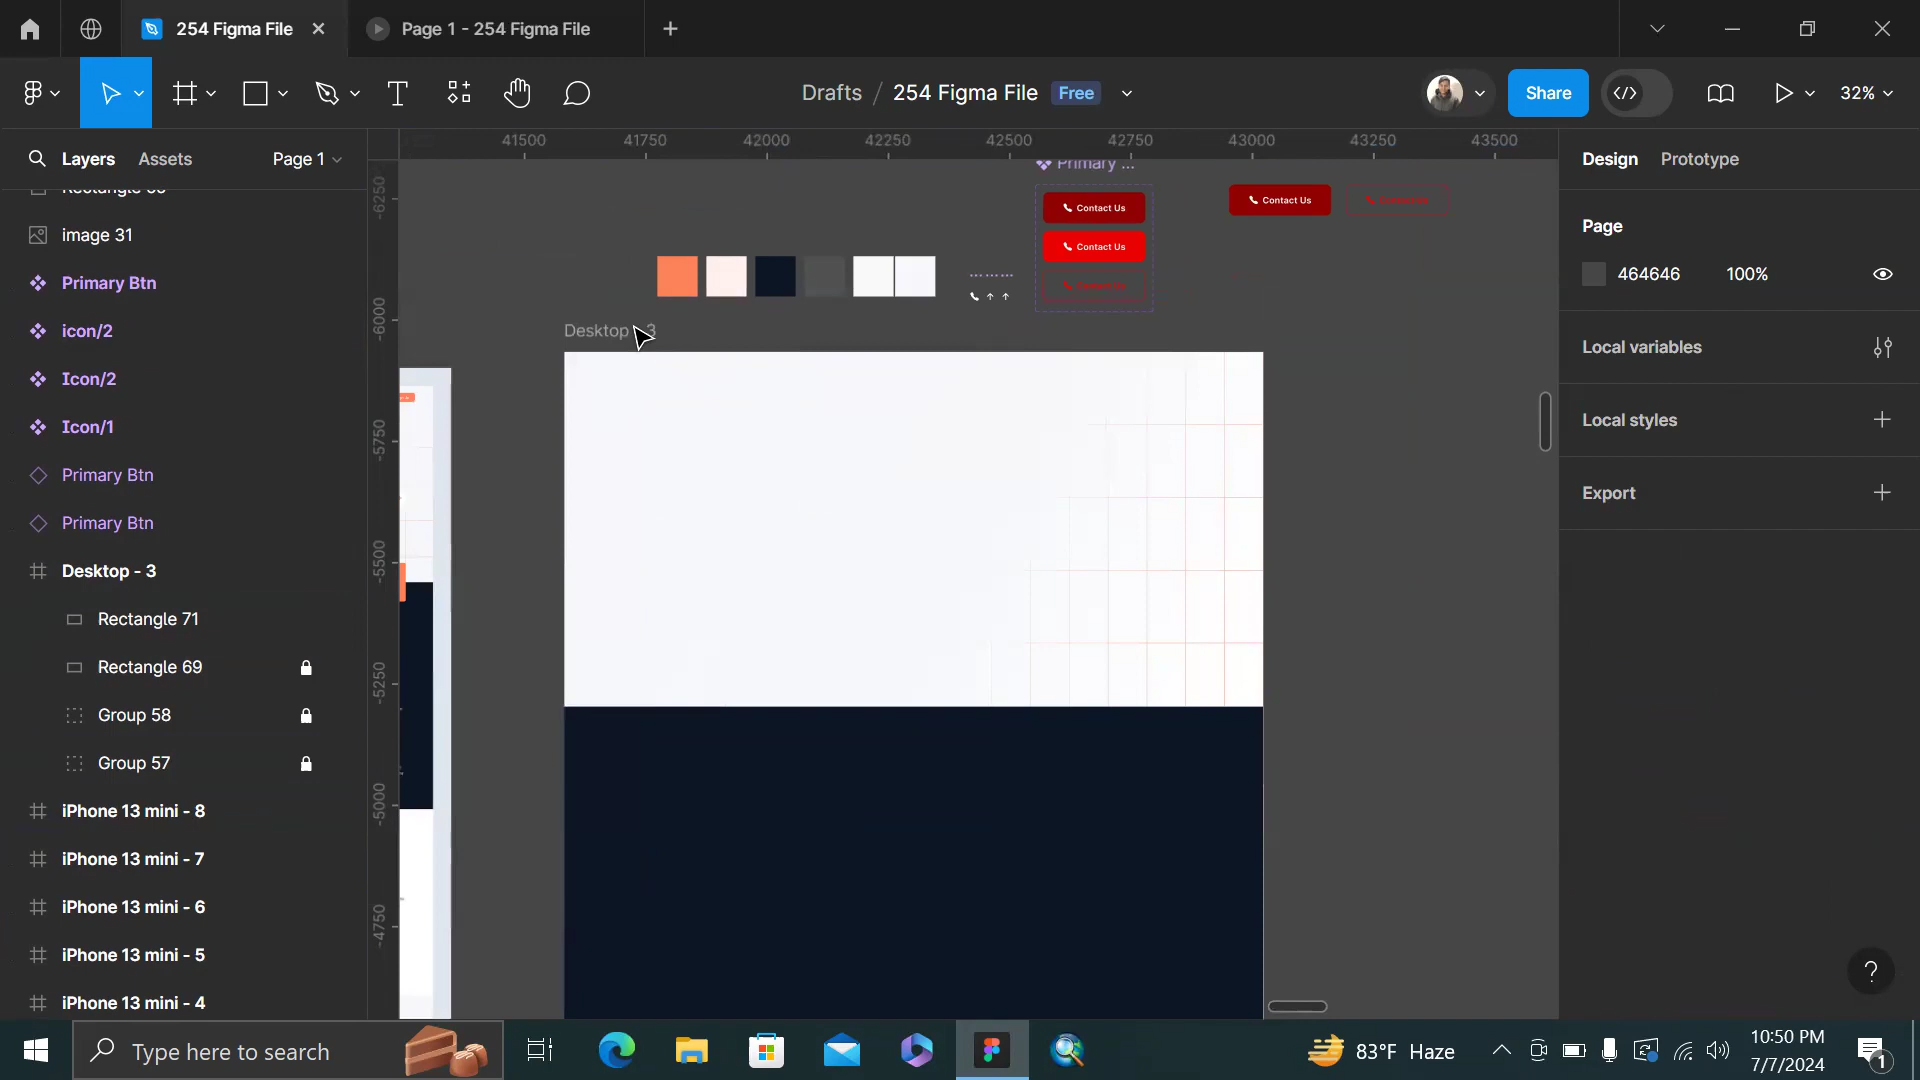 254 Figma File
Page 1 - 254 Figma File
T
Drafts / 254 Figma File Free
Share
32%
Layers
Assets
Page 1
41500 41750 42000 42250 42500 42750 43000 43250 43500
Design
Prototype
image 31
Primary Btn
icon/2
Icon/2
Icon/1
Primary Btn
Primary Btn
Desktop - 3
Rectangle 71
Rectangle 69
Group 58
Group 57
iPhone 13 mini - 8
iPhone 13 mini - 7
iPhone 13 mini - 6
iPhone 13 mini - 5
iPhone 13 mini - 4
-6250
-6000
-5750
-5500
-5250
-5000
-4750
Primary ...
Contact Us
Contact Us
Contact Us
Contact Us
Contact Us
Desktop - 3
Page
464646 100%
Local variables
Local styles
Export
?
Type here to search
83°F Haze
10:50 PM
7/7/2024
1